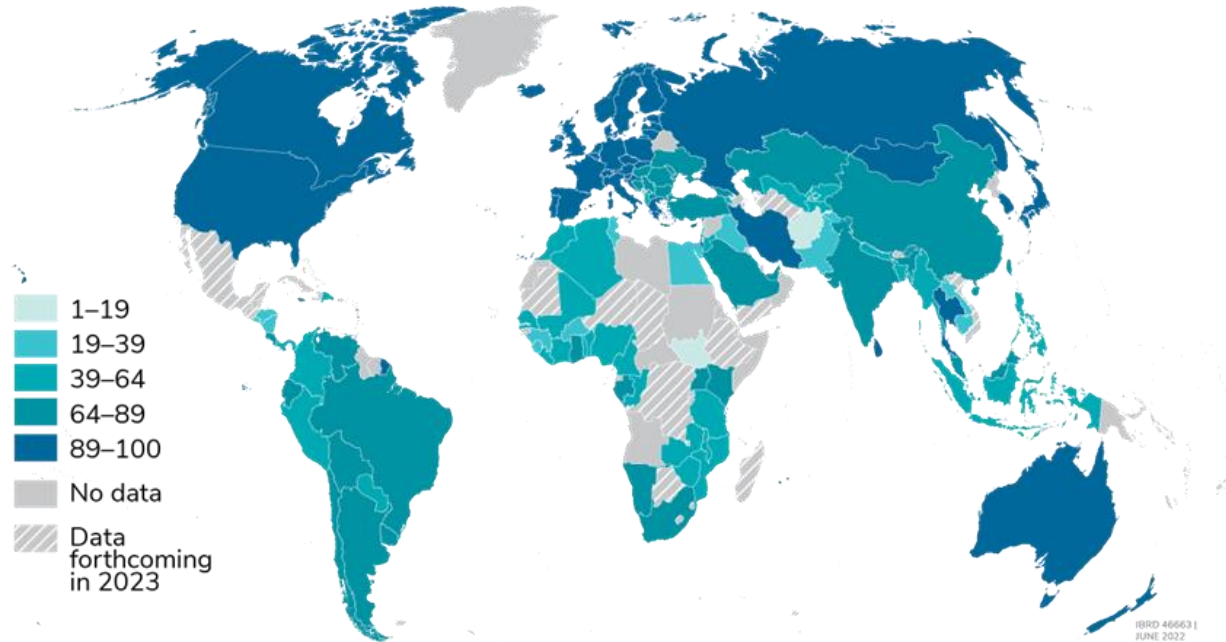 1–19
19–39
39–64
64–89
89–100
No data
Data
forthcoming
in 2023
IBRD 46663 |
JUNE 2022